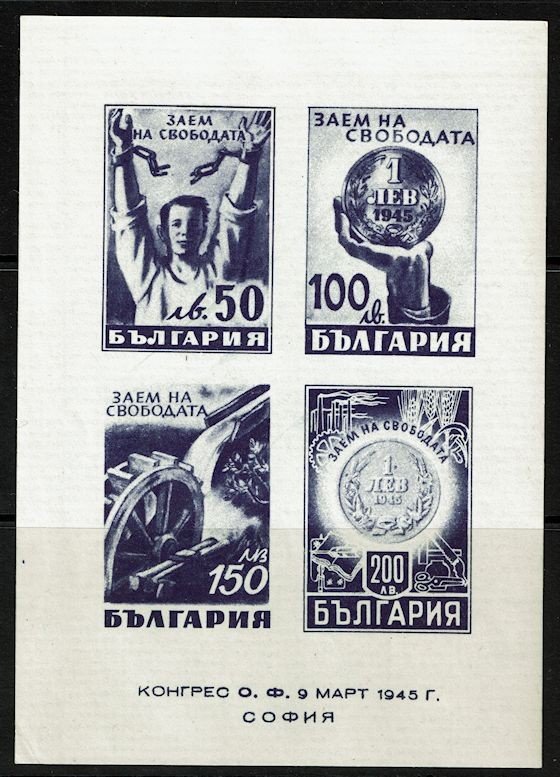 ЗАЕМ
НА СВОБОДАТА
лв. 50
БЪЛГАРИЯ
ЗАЕМ НА
СВОБОДАТА
1
ЛЕВ
1945
100
лв.
БЪЛГАРИЯ
ЗАЕМ НА
СВОБОДАТА
лв
150
БЪЛГАРИЯ
ЗАЕМ НА СВОБОДАТА
1
ЛЕВ
1945
200
ЛВ.
БЪЛГАРИЯ
КОНГРЕС О. Ф. 9 МАРТ 1945 Г.
СОФИЯ